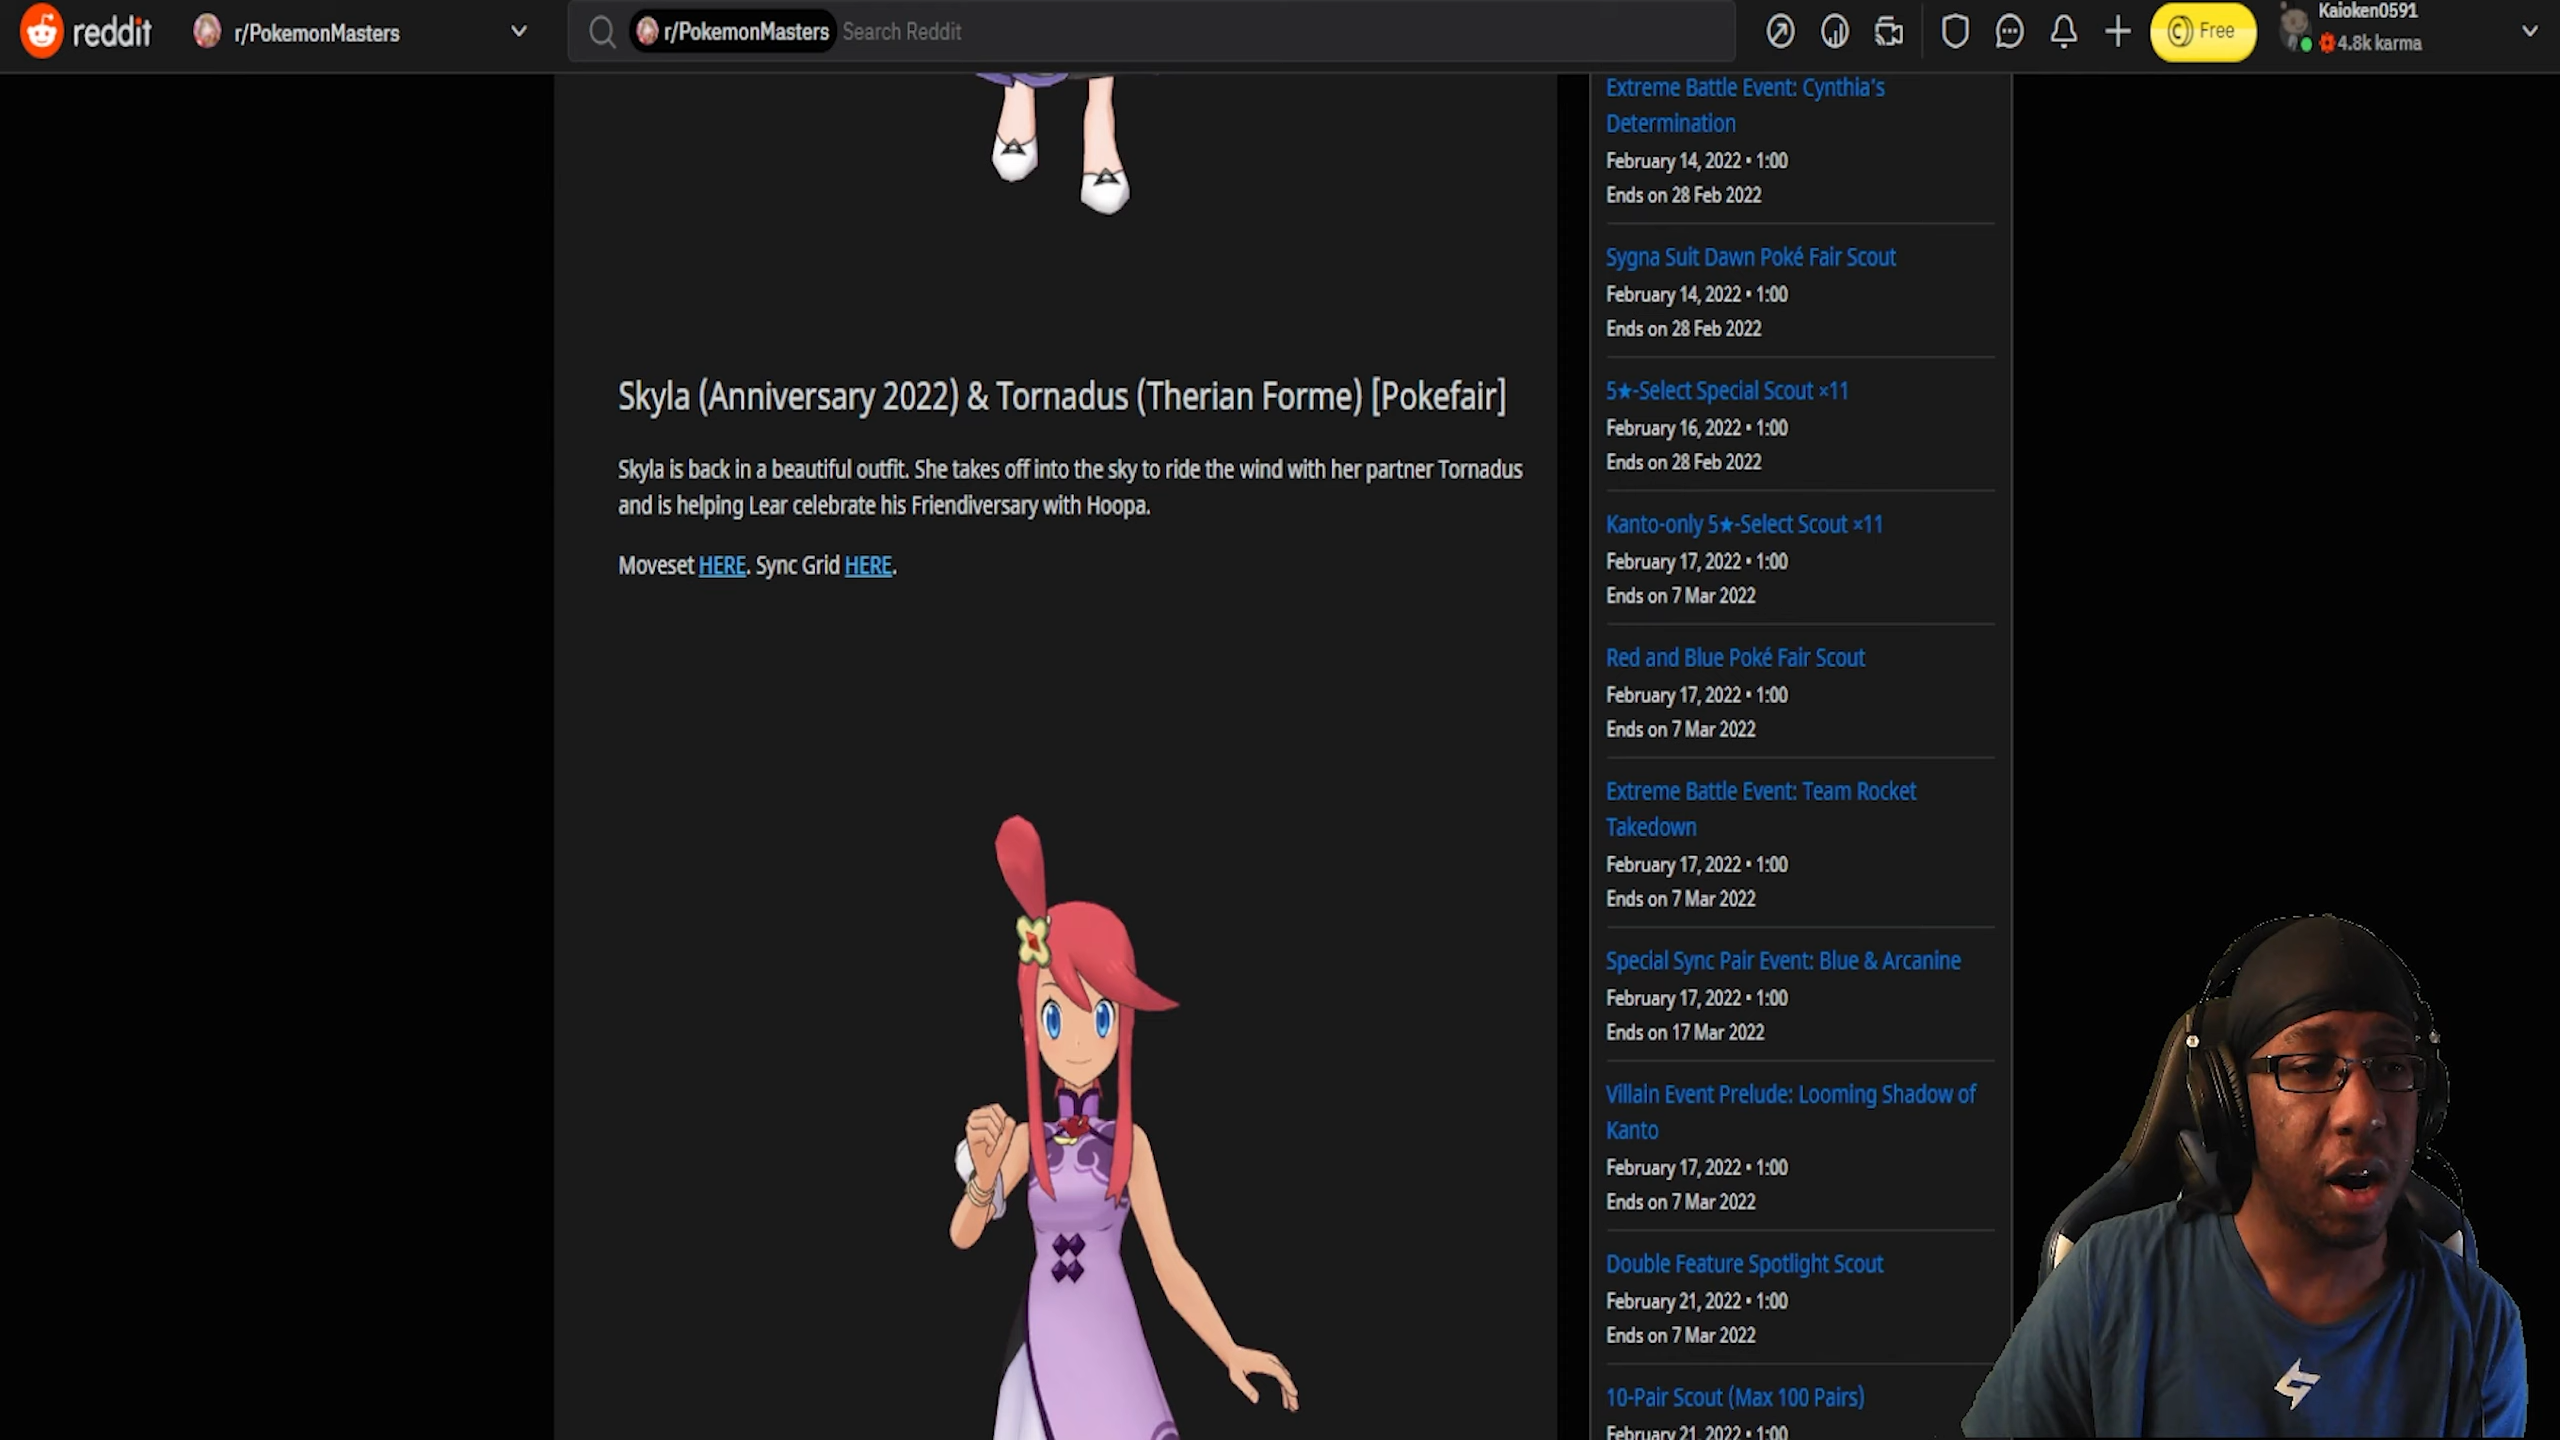 reddit
r/PokemonMasters
r/PokemonMasters Search Reddit
Free
Kaioken0591
4.8k karma
Skyla (Anniversary 2022) & Tornadus (Therian Forme) [Pokefair]
Skyla is back in a beautiful outfit. She takes off into the sky to ride the wind with her partner Tornadus
and is helping Lear celebrate his Friendiversary with Hoopa.
Moveset HERE. Sync Grid HERE.
Extreme Battle Event: Cynthia's
Determination
February 14, 2022 • 1:00
Ends on 28 Feb 2022
Sygna Suit Dawn Poké Fair Scout
February 14, 2022 • 1:00
Ends on 28 Feb 2022
5★-Select Special Scout ×11
February 16, 2022 • 1:00
Ends on 28 Feb 2022
Kanto-only 5★-Select Scout ×11
February 17, 2022 • 1:00
Ends on 7 Mar 2022
Red and Blue Poké Fair Scout
February 17, 2022 • 1:00
Ends on 7 Mar 2022
Extreme Battle Event: Team Rocket
Takedown
February 17, 2022 • 1:00
Ends on 7 Mar 2022
Special Sync Pair Event: Blue & Arcanine
February 17, 2022 • 1:00
Ends on 17 Mar 2022
Villain Event Prelude: Looming Shadow of
Kanto
February 17, 2022 • 1:00
Ends on 7 Mar 2022
Double Feature Spotlight Scout
February 21, 2022 • 1:00
Ends on 7 Mar 2022
10-Pair Scout (Max 100 Pairs)
February 21, 2022 • 1:00